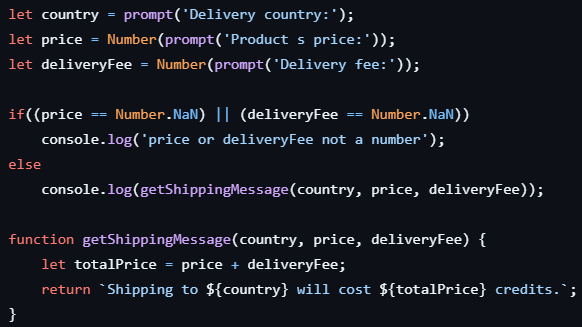 let country = prompt('Delivery country:');
let price = Number(prompt('Product s price:'));
let deliveryFee = Number(prompt('Delivery fee:'));

if((price == Number.NaN) || (deliveryFee == Number.NaN))
    console.log('price or deliveryFee not a number');
else
    console.log(getShippingMessage(country, price, deliveryFee));

function getShippingMessage(country, price, deliveryFee) {
    let totalPrice = price + deliveryFee;
    return `Shipping to ${country} will cost ${totalPrice} credits.`;
}